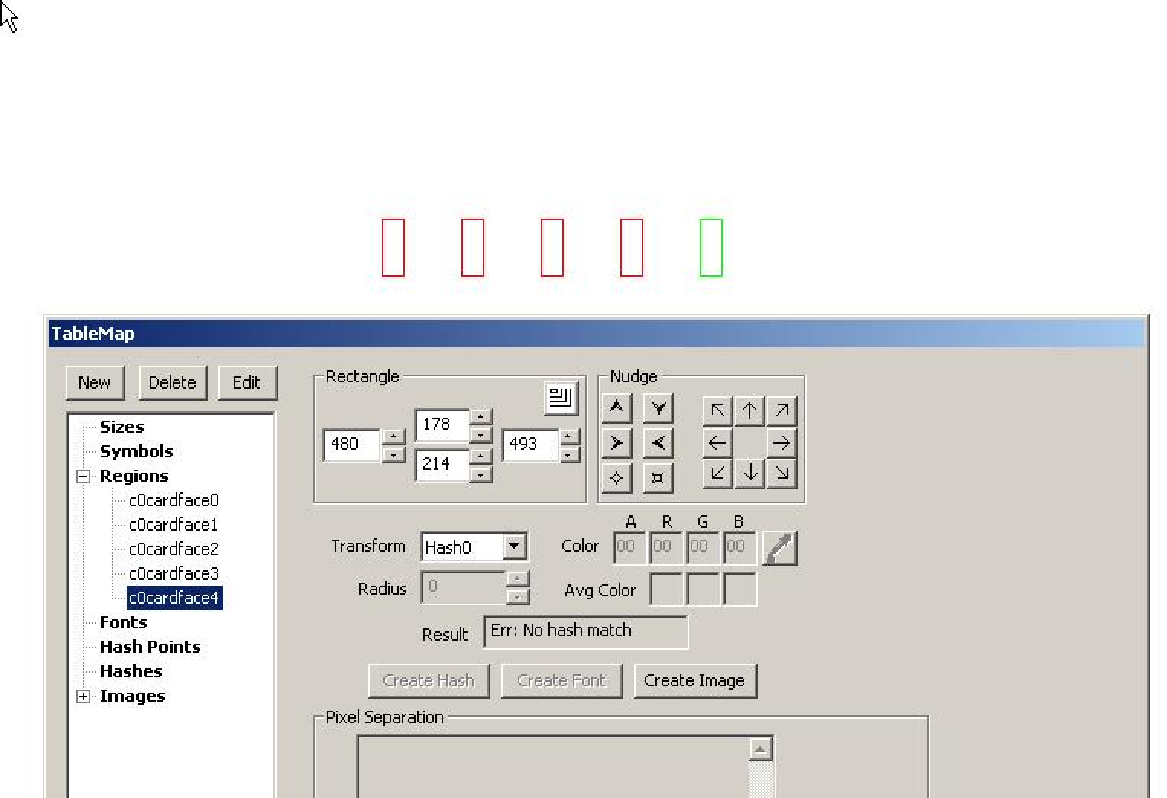 TableMap
New Delete Edit
Rectangle
Nudge
178
480
493
214
Sizes
Symbols
Regions
c0cardface0
c0cardface1
c0cardface2
c0cardface3
c0cardface4
Fonts
Hash Points
Hashes
Images
A R G B
Transform Hash0 Color 00 00 00 00
Radius 0 Avg Color
Result Err: No hash match
Create Hash Create Font Create Image
Pixel Separation